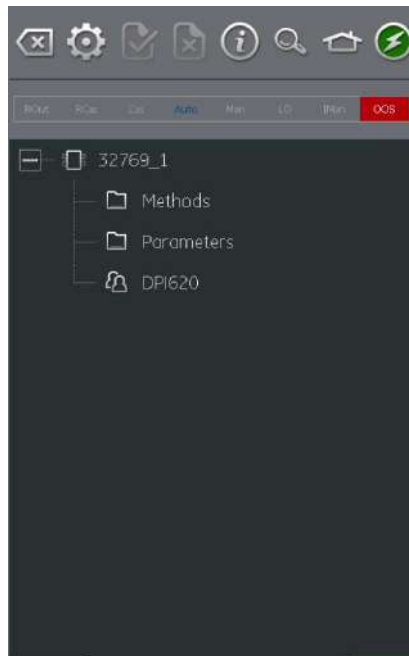 ROut RCas Cas Auto Man LO IMan OOS
32769_1
Methods
Parameters
DPI620